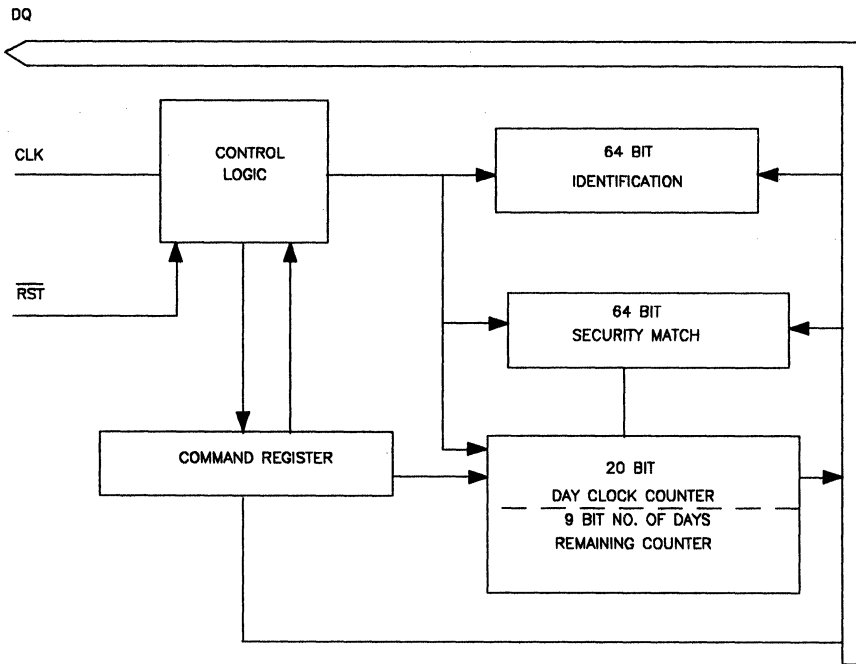 DQ
CLK
CONTROL
LOGIC
64 BIT
IDENTIFICATION
RST
64 BIT
SECURITY MATCH
COMMAND REGISTER
20 BIT
DAY CLOCK COUNTER
9 BIT NO. OF DAYS
REMAINING COUNTER